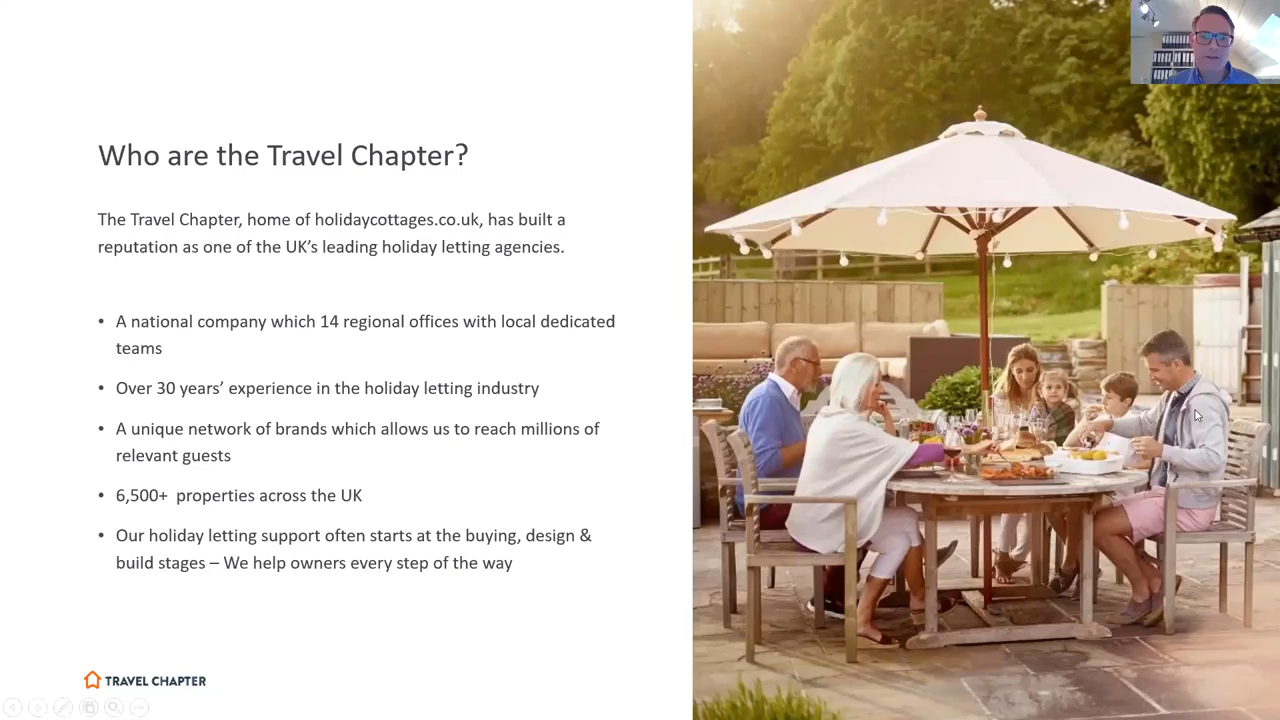 Who are the Travel Chapter?
The Travel Chapter, home of holidaycottages.co.uk, has built a
reputation as one of the UK’s leading holiday letting agencies.
• A national company which 14 regional offices with local dedicated
teams
• Over 30 years’ experience in the holiday letting industry
• A unique network of brands which allows us to reach millions of
relevant guests
• 6,500+  properties across the UK
• Our holiday letting support often starts at the buying, design &
build stages – We help owners every step of the way
TRAVEL CHAPTER